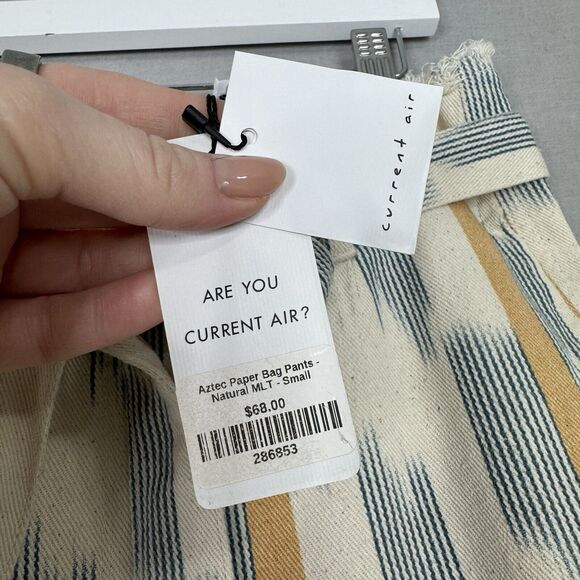 current air
ARE YOU
CURRENT AIR?
Aztec Paper Bag Pants -
Natural MLT - Small
$68.00
286853